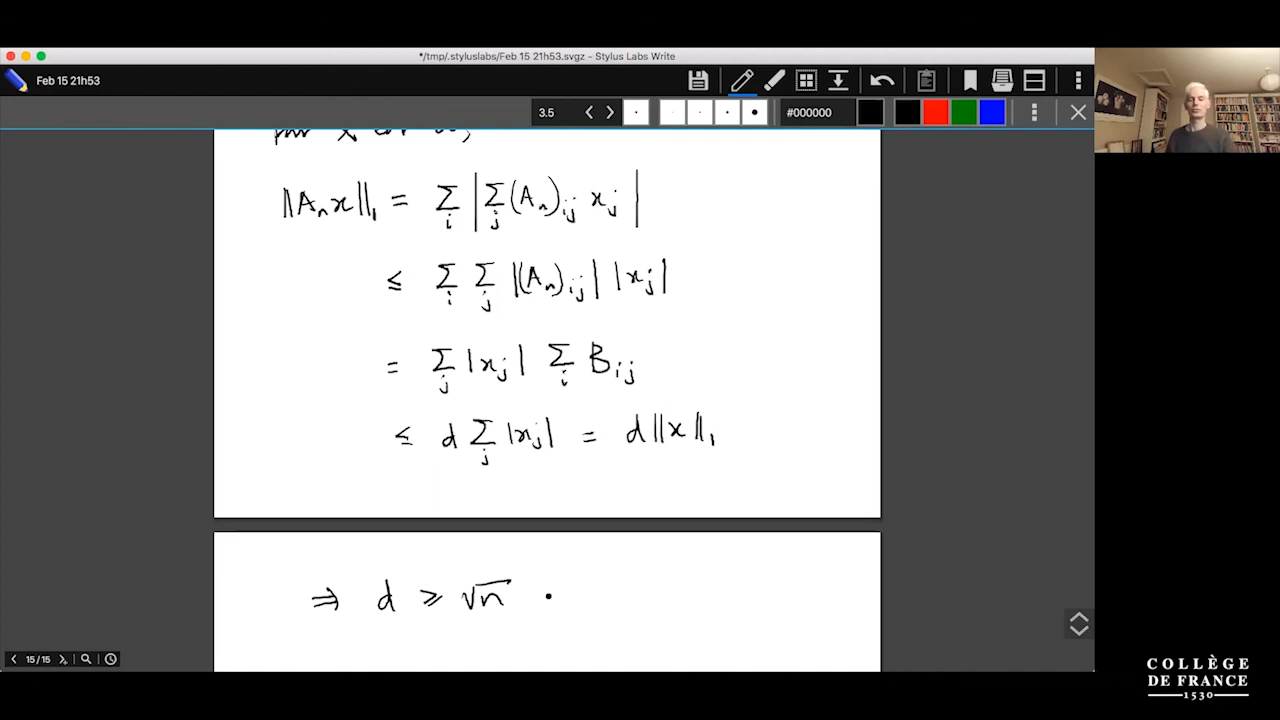 */tmp/.styluslabs/Feb 15 21h53.svgz - Stylus Labs Write
Feb 15 21h53
3.5
#000000
‖Aₙx‖₁ = Σᵢ |Σⱼ (Aₙ)ᵢⱼ xⱼ|
≤ Σᵢ Σⱼ |(Aₙ)ᵢⱼ| |xⱼ|
= Σⱼ |xⱼ| Σᵢ Bᵢⱼ
≤ d Σⱼ |xⱼ| = d‖x‖₁
⇒ d ≥ √n
15/15
COLLÈGE
DE FRANCE
1530